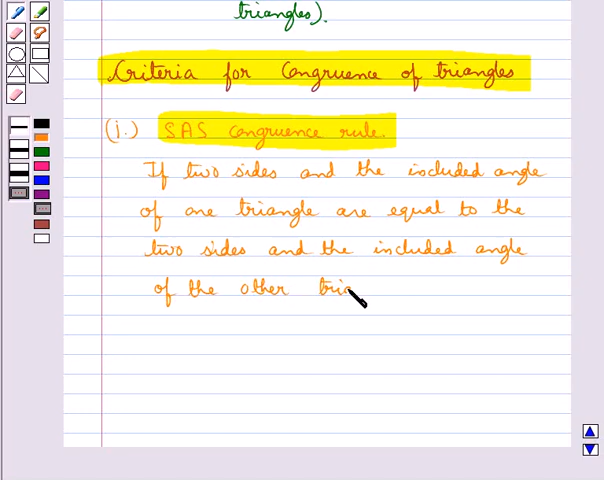 triangles).
Criteria for Congruence of triangles
(i.) SAS congruence rule.
If two sides and the included angle
of one triangle are equal to the
two sides and the included angle
of the other tria